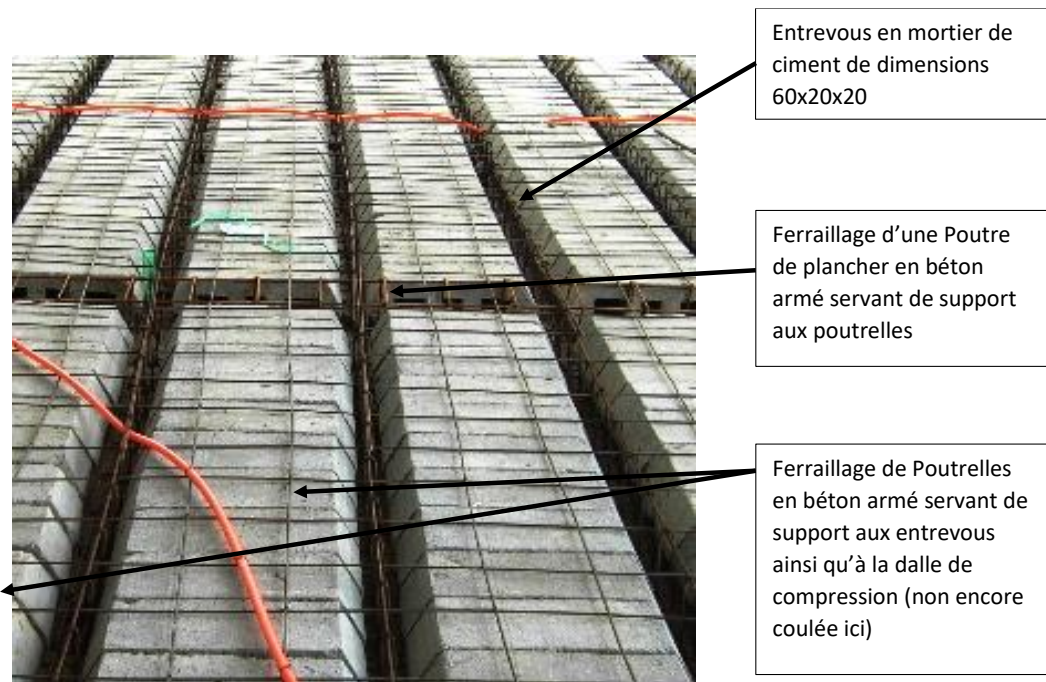 Entrevous en mortier de
ciment de dimensions
60x20x20
Ferraillage d’une Poutre
de plancher en béton
armé servant de support
aux poutrelles
Ferraillage de Poutrelles
en béton armé servant de
support aux entrevous
ainsi qu’à la dalle de
compression (non encore
coulée ici)